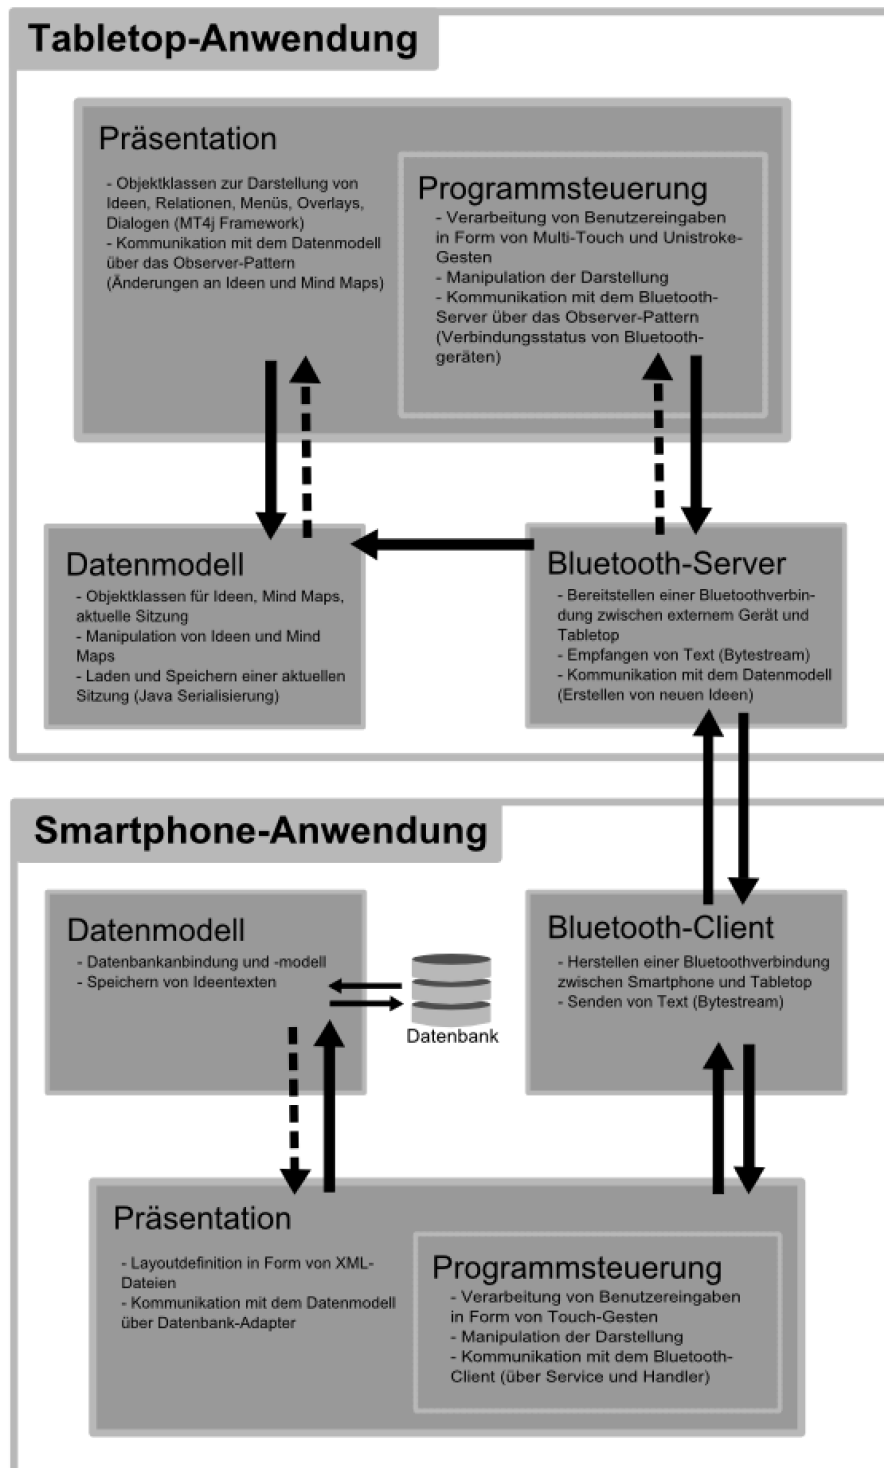 Tabletop-Anwendung
Präsentation
- Objektklassen zur Darstellung von
Ideen, Relationen, Menüs, Overlays,
Dialogen (MT4j Framework)
- Kommunikation mit dem Datenmodell
über das Observer-Pattern
(Änderungen an Ideen und Mind Maps)
Programmsteuerung
- Verarbeitung von Benutzereingaben
in Form von Multi-Touch und Unistroke-
Gesten
- Manipulation der Darstellung
- Kommunikation mit dem Bluetooth-
Server über das Observer-Pattern
(Verbindungsstatus von Bluetooth-
geräten)
Datenmodell
- Objektklassen für Ideen, Mind Maps,
aktuelle Sitzung
- Manipulation von Ideen und Mind
Maps
- Laden und Speichern einer aktuellen
Sitzung (Java Serialisierung)
Bluetooth-Server
- Bereitstellen einer Bluetoothverbin-
dung zwischen externem Gerät und
Tabletop
- Empfangen von Text (Bytestream)
- Kommunikation mit dem Datenmodell
(Erstellen von neuen Ideen)
Smartphone-Anwendung
Datenmodell
- Datenbankanbindung und -modell
- Speichern von Ideentexten
Datenbank
Bluetooth-Client
- Herstellen einer Bluetoothverbindung
zwischen Smartphone und Tabletop
- Senden von Text (Bytestream)
Präsentation
- Layoutdefinition in Form von XML-
Dateien
- Kommunikation mit dem Datenmodell
über Datenbank-Adapter
Programmsteuerung
- Verarbeitung von Benutzereingaben
in Form von Touch-Gesten
- Manipulation der Darstellung
- Kommunikation mit dem Bluetooth-
Client (über Service und Handler)